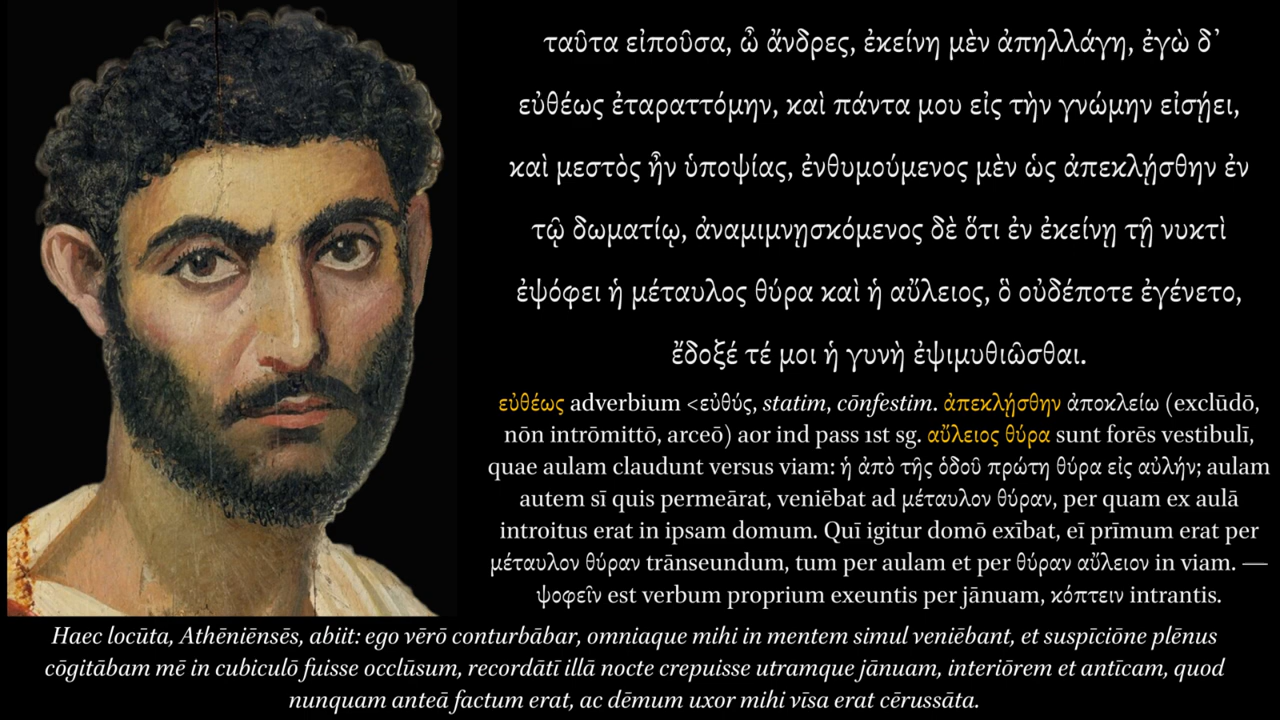 ταῦτα εἰποῦσα, ὦ ἄνδρες, ἐκείνη μὲν ἀπηλλάγη, ἐγὼ δ’
εὐθέως ἐταραττόμην, καὶ πάντα μου εἰς τὴν γνώμην εἰσῄει,
καὶ μεστὸς ἦν ὑποψίας, ἐνθυμούμενος μὲν ὡς ἀπεκλῄσθην ἐν
τῷ δωματίῳ, ἀναμιμνῃσκόμενος δὲ ὅτι ἐν ἐκείνῃ τῇ νυκτὶ
ἐψόφει ἡ μέταυλος θύρα καὶ ἡ αὔλειος, ὃ οὐδέποτε ἐγένετο,
ἔδοξέ τέ μοι ἡ γυνὴ ἐψιμυθιῶσθαι.
εὐθέως adverbium <εὐθύς, statim, cōnfestim. ἀπεκλῄσθην ἀποκλείω (exclūdō,
nōn intrōmittō, arceō) aor ind pass 1st sg. αὔλειος θύρα sunt forēs vestibulī,
quae aulam claudunt versus viam: ἡ ἀπὸ τῆς ὁδοῦ πρώτη θύρα εἰς αὐλήν; aulam
autem sī quis permeārat, veniēbat ad μέταυλον θύραν, per quam ex aulā
introitus erat in ipsam domum. Quī igitur domō exībat, eī prīmum erat per
μέταυλον θύραν trānseundum, tum per aulam et per θύραν αὔλειον in viam. —
ψοφεῖν est verbum proprium exeuntis per jānuam, κόπτειν intrantis.
Haec locūta, Athēniēnsēs, abiit: ego vērō conturbābar, omniaque mihi in mentem simul veniēbant, et suspīciōne plēnus
cōgitābam mē in cubiculō fuisse occlūsum, recordātī illā nocte crepuisse utramque jānuam, interiōrem et antīcam, quod
nunquam anteā factum erat, ac dēmum uxor mihi vīsa erat cērussāta.